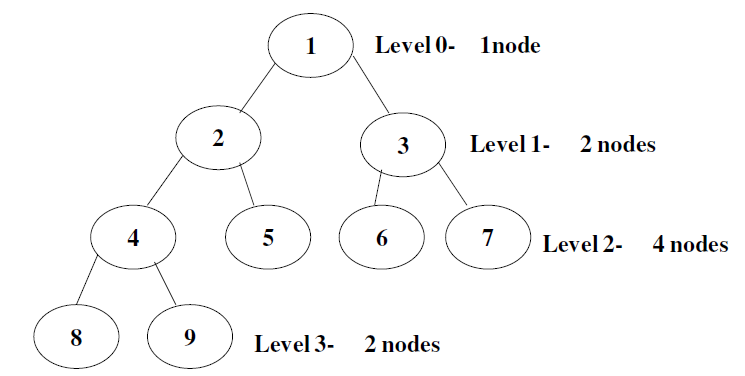 1 Level 0- 1node
2 3 Level 1- 2 nodes
4 5 6 7 Level 2- 4 nodes
8 9 Level 3- 2 nodes